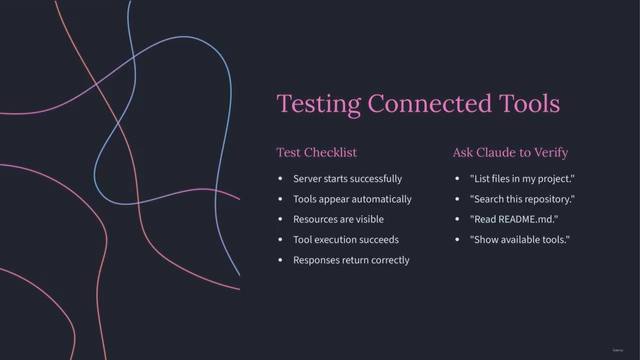 Testing Connected Tools
Test Checklist
• Server starts successfully
• Tools appear automatically
• Resources are visible
• Tool execution succeeds
• Responses return correctly
Ask Claude to Verify
• "List files in my project."
• "Search this repository."
• "Read README.md."
• "Show available tools."